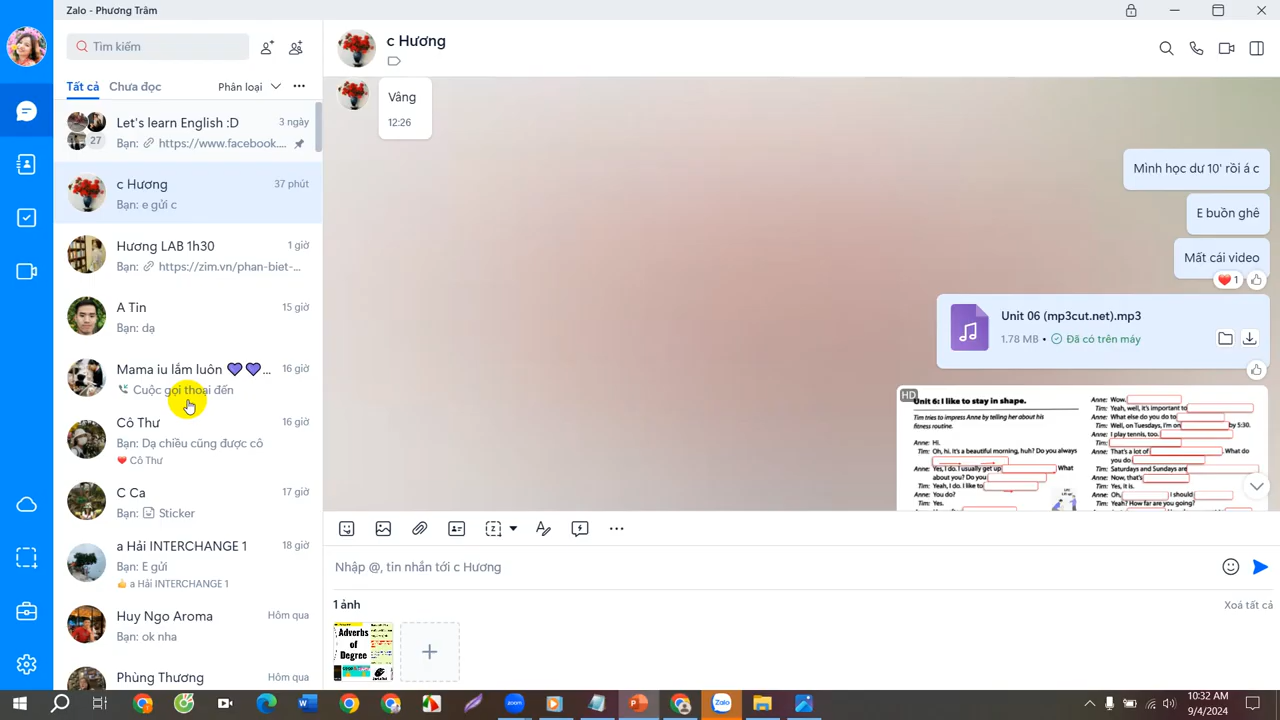 Zalo - Phương Trâm
Tìm kiếm
Tất cả
Chưa đọc
Phân loại
Let's learn English :D
3 ngày
27
Bạn: https://www.facebook....
c Hương
37 phút
Bạn: e gửi c
Hương LAB 1h30
1 giờ
Bạn: https://zim.vn/phan-biet-...
A Tin
15 giờ
Bạn: dạ
Mama iu lắm luôn 💜💜...
16 giờ
Cuộc gọi thoại đến
Cô Thư
16 giờ
Bạn: Dạ chiều cũng được cô
❤️ Cô Thư
C Ca
17 giờ
Bạn: Sticker
a Hải INTERCHANGE 1
18 giờ
Bạn: E gửi
👍 a Hải INTERCHANGE 1
Huy Ngo Aroma
Hôm qua
Bạn: ok nha
Phùng Thương
Hôm qua
c Hương
Vâng
12:26
Mình học dư 10' rồi á c
E buồn ghê
Mất cái video
❤️ 1
Unit 06 (mp3cut.net).mp3
1.78 MB • Đã có trên máy
HD
Unit 6: I like to stay in shape.
Tim tries to impress Anne by telling her about his
fitness routine.
Anne: Hi.
Tim: Oh, hi. It's a beautiful morning, huh? Do you always
Anne: Yes, I do. I usually get up
What
about you? Do you
Tim: Yeah, I do. I like to
Anne: You do?
Tim: Yes.
Anne: Wow,
Tim: Yeah, well, it's important to
Anne: What else do you do to
Tim: Well, on Tuesdays, I'm on
by 5:30.
Anne: I play tennis, too.
Tim:
Anne: That's a lot of
What do
you do
Tim: Saturdays and Sundays are
Anne: Now, that's
Tim: Yes, it is.
Anne: Oh,
I should
Tim: Yeah? How far are you going?
Nhập @, tin nhắn tới c Hương
1 ảnh
Xoá tất cả
Adverbs
of
Degree
10:32 AM
9/4/2024